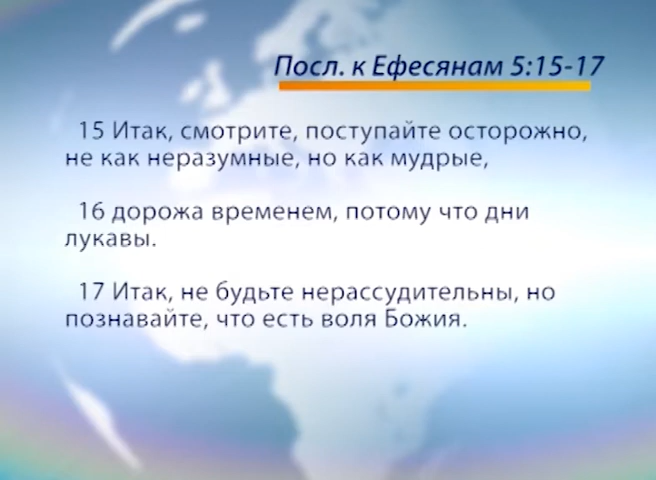 Посл. к Ефесянам 5:15-17
15 Итак, смотрите, поступайте осторожно,
не как неразумные, но как мудрые,
16 дорожа временем, потому что дни
лукавы.
17 Итак, не будьте нерассудительны, но
познавайте, что есть воля Божия.